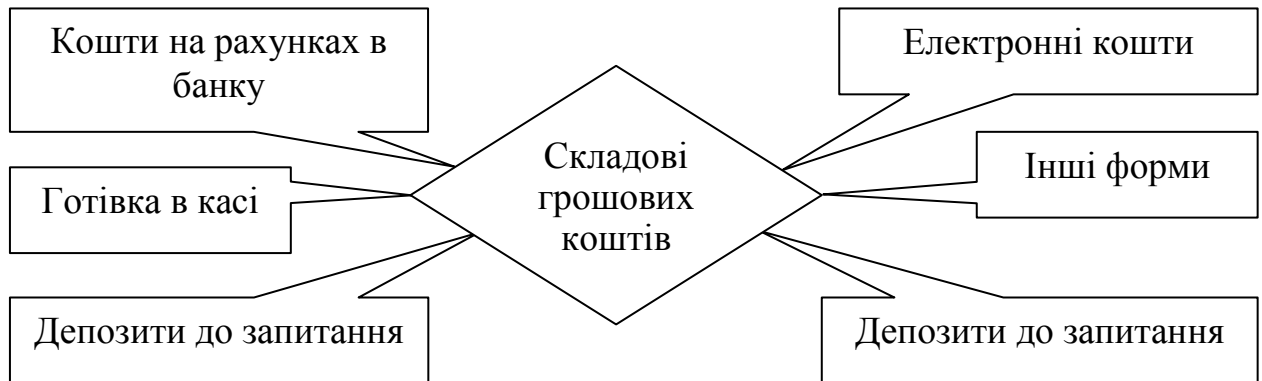 Кошти на рахунках в
банку
Електронні кошти
Готівка в касі
Складові
грошових
коштів
Інші форми
Депозити до запитання
Депозити до запитання